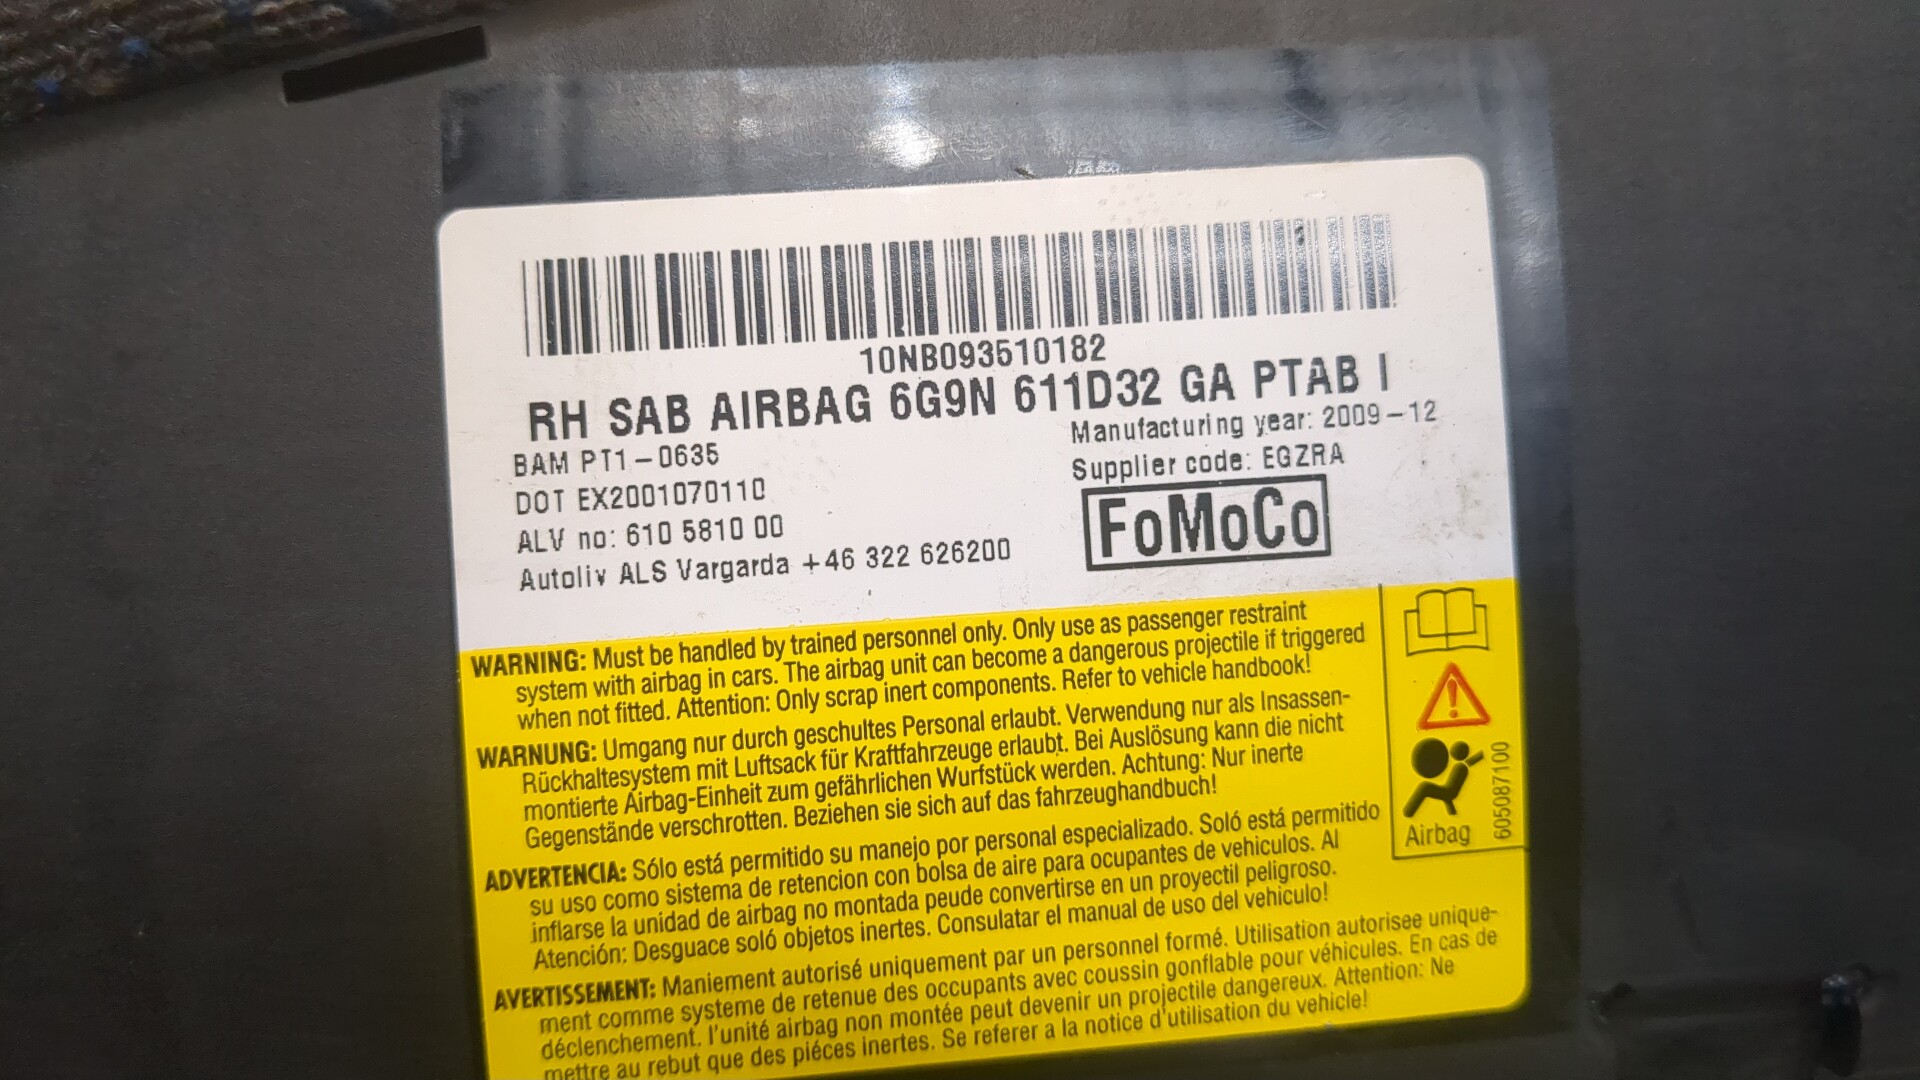 10NB093510182
RH SAB AIRBAG 6G9N 611D32 GA PTAB I
BAM PT1-0635
Manufacturing year: 2009-12
DOT EX2001070110
Supplier code: EGZRA
ALV no: 610 5810 00
FoMoCo
Autoliv ALS Vargarda +46 322 626200
WARNING: Must be handled by trained personnel only. Only use as passenger restraint
system with airbag in cars. The airbag unit can become a dangerous projectile if triggered
when not fitted. Attention: Only scrap inert components. Refer to vehicle handbook!
WARNUNG: Umgang nur durch geschultes Personal erlaubt. Verwendung nur als Insassen-
Rückhaltesystem mit Luftsack für Kraftfahrzeuge erlaubt. Bei Auslösung kann die nicht
montierte Airbag-Einheit zum gefährlichen Wurfstück werden. Achtung: Nur inerte
Gegenstände verschrotten. Beziehen sie sich auf das fahrzeughandbuch!
ADVERTENCIA: Sólo está permitido su manejo por personal especializado. Soló está permitido
su uso como sistema de retencion con bolsa de aire para ocupantes de vehiculos. Al
inflarse la unidad de airbag no montada peude convertirse en un proyectil peligroso.
Atención: Desguace soló objetos inertes. Consulatar el manual de uso del vehiculo!
AVERTISSEMENT: Maniement autorisé uniquement par un personnel formé. Utilisation autorisee unique-
ment comme systeme de retenue des occupants avec coussin gonflable pour véhicules. En cas de
déclenchement. l'unité airbag non montée peut devenir un projectile dangereux. Attention: Ne
mettre au rebut que des piéces inertes. Se referer a la notice d'utilisation du vehicle!
Airbag
605087100